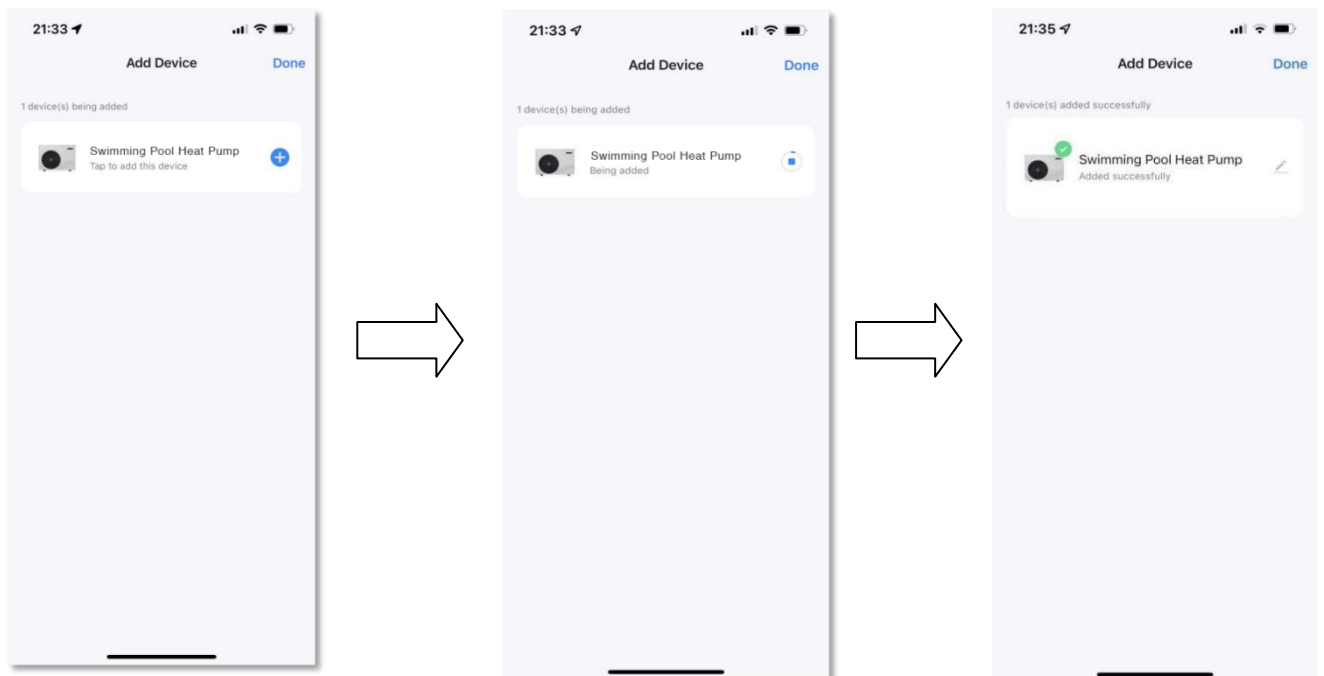 21:33
Add Device
Done
1 device(s) being added
Swimming Pool Heat Pump
Tap to add this device
21:33
Add Device
Done
1 device(s) being added
Swimming Pool Heat Pump
Being added
21:35
Add Device
Done
1 device(s) added successfully
Swimming Pool Heat Pump
Added successfully